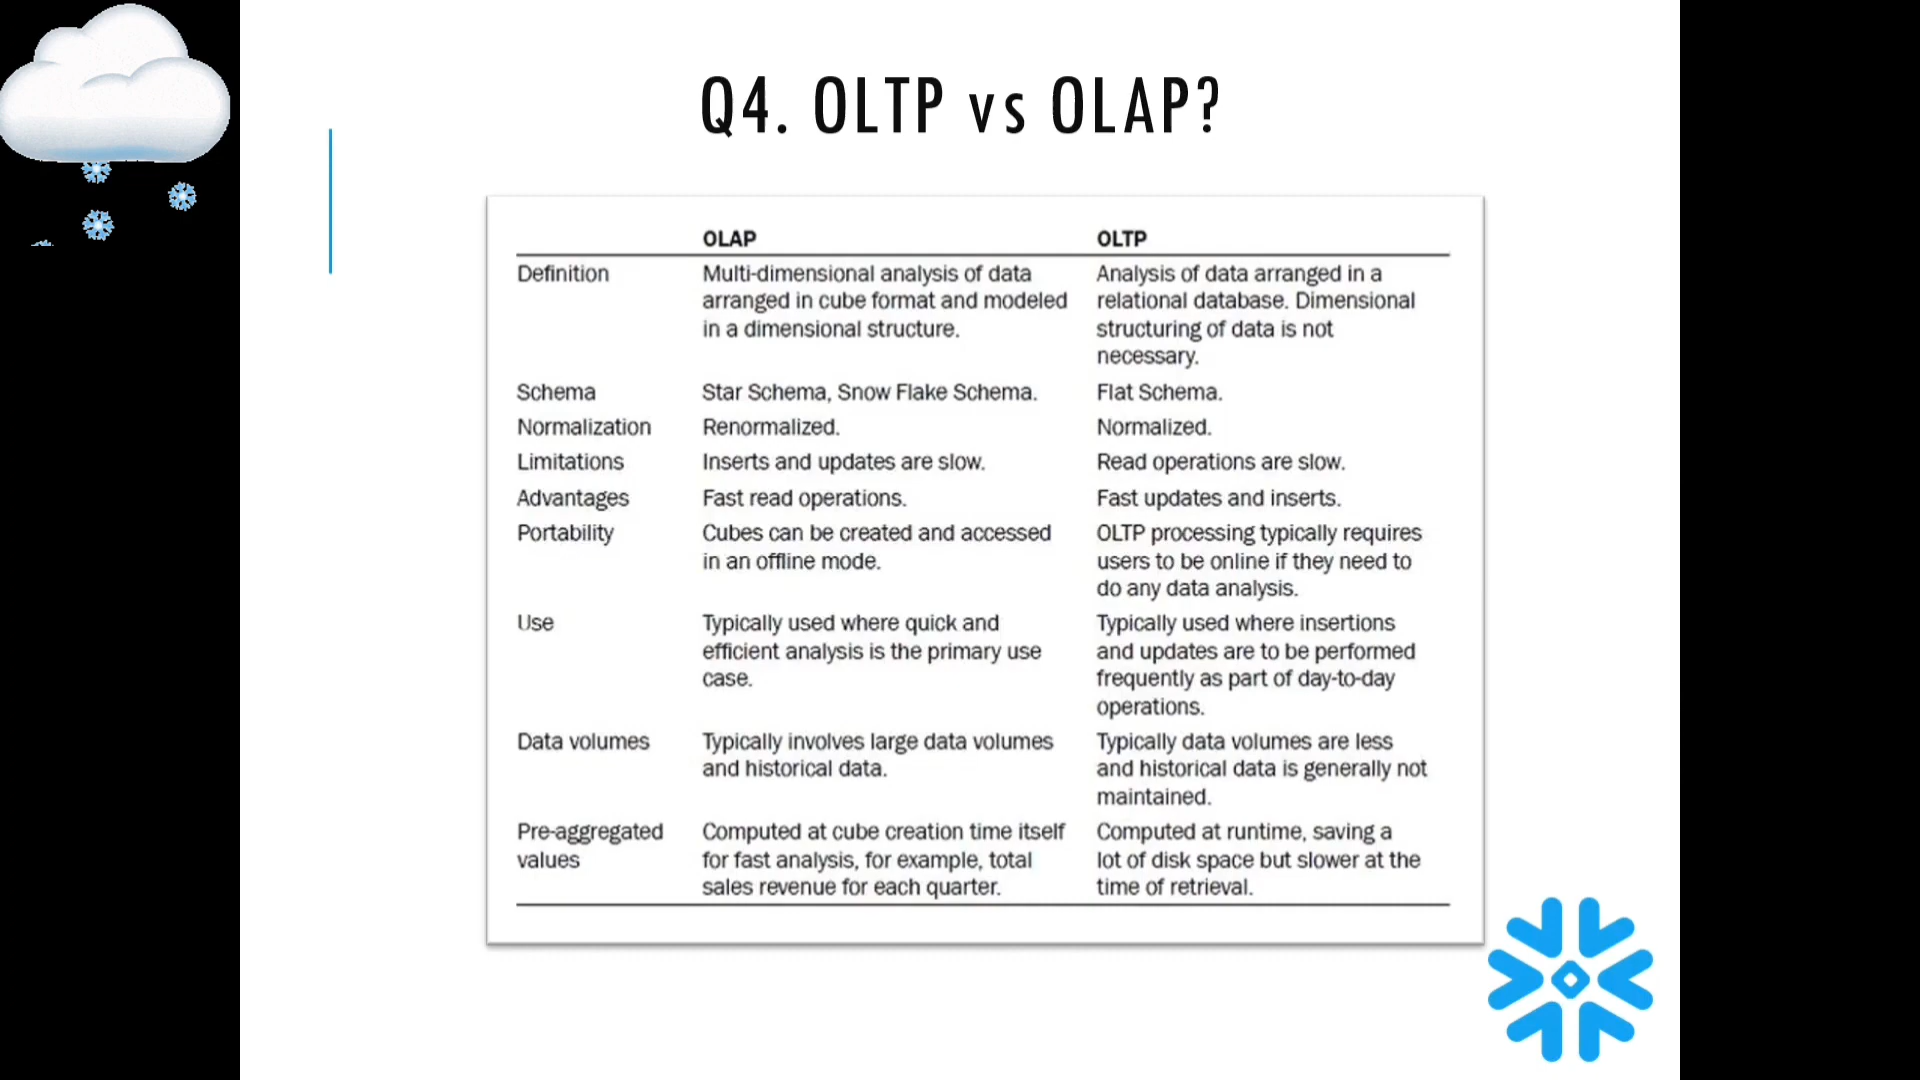 Q4. OLTP vs OLAP?
OLAP OLTP
Definition Multi-dimensional analysis of data Analysis of data arranged in a
arranged in cube format and modeled relational database. Dimensional
in a dimensional structure. structuring of data is not
necessary.
Schema Star Schema, Snow Flake Schema. Flat Schema.
Normalization Renormalized. Normalized.
Limitations Inserts and updates are slow. Read operations are slow.
Advantages Fast read operations. Fast updates and inserts.
Portability Cubes can be created and accessed OLTP processing typically requires
in an offline mode. users to be online if they need to
do any data analysis.
Use Typically used where quick and Typically used where insertions
efficient analysis is the primary use and updates are to be performed
case. frequently as part of day-to-day
operations.
Data volumes Typically involves large data volumes Typically data volumes are less
and historical data. and historical data is generally not
maintained.
Pre-aggregated Computed at cube creation time itself Computed at runtime, saving a
values for fast analysis, for example, total lot of disk space but slower at the
sales revenue for each quarter. time of retrieval.